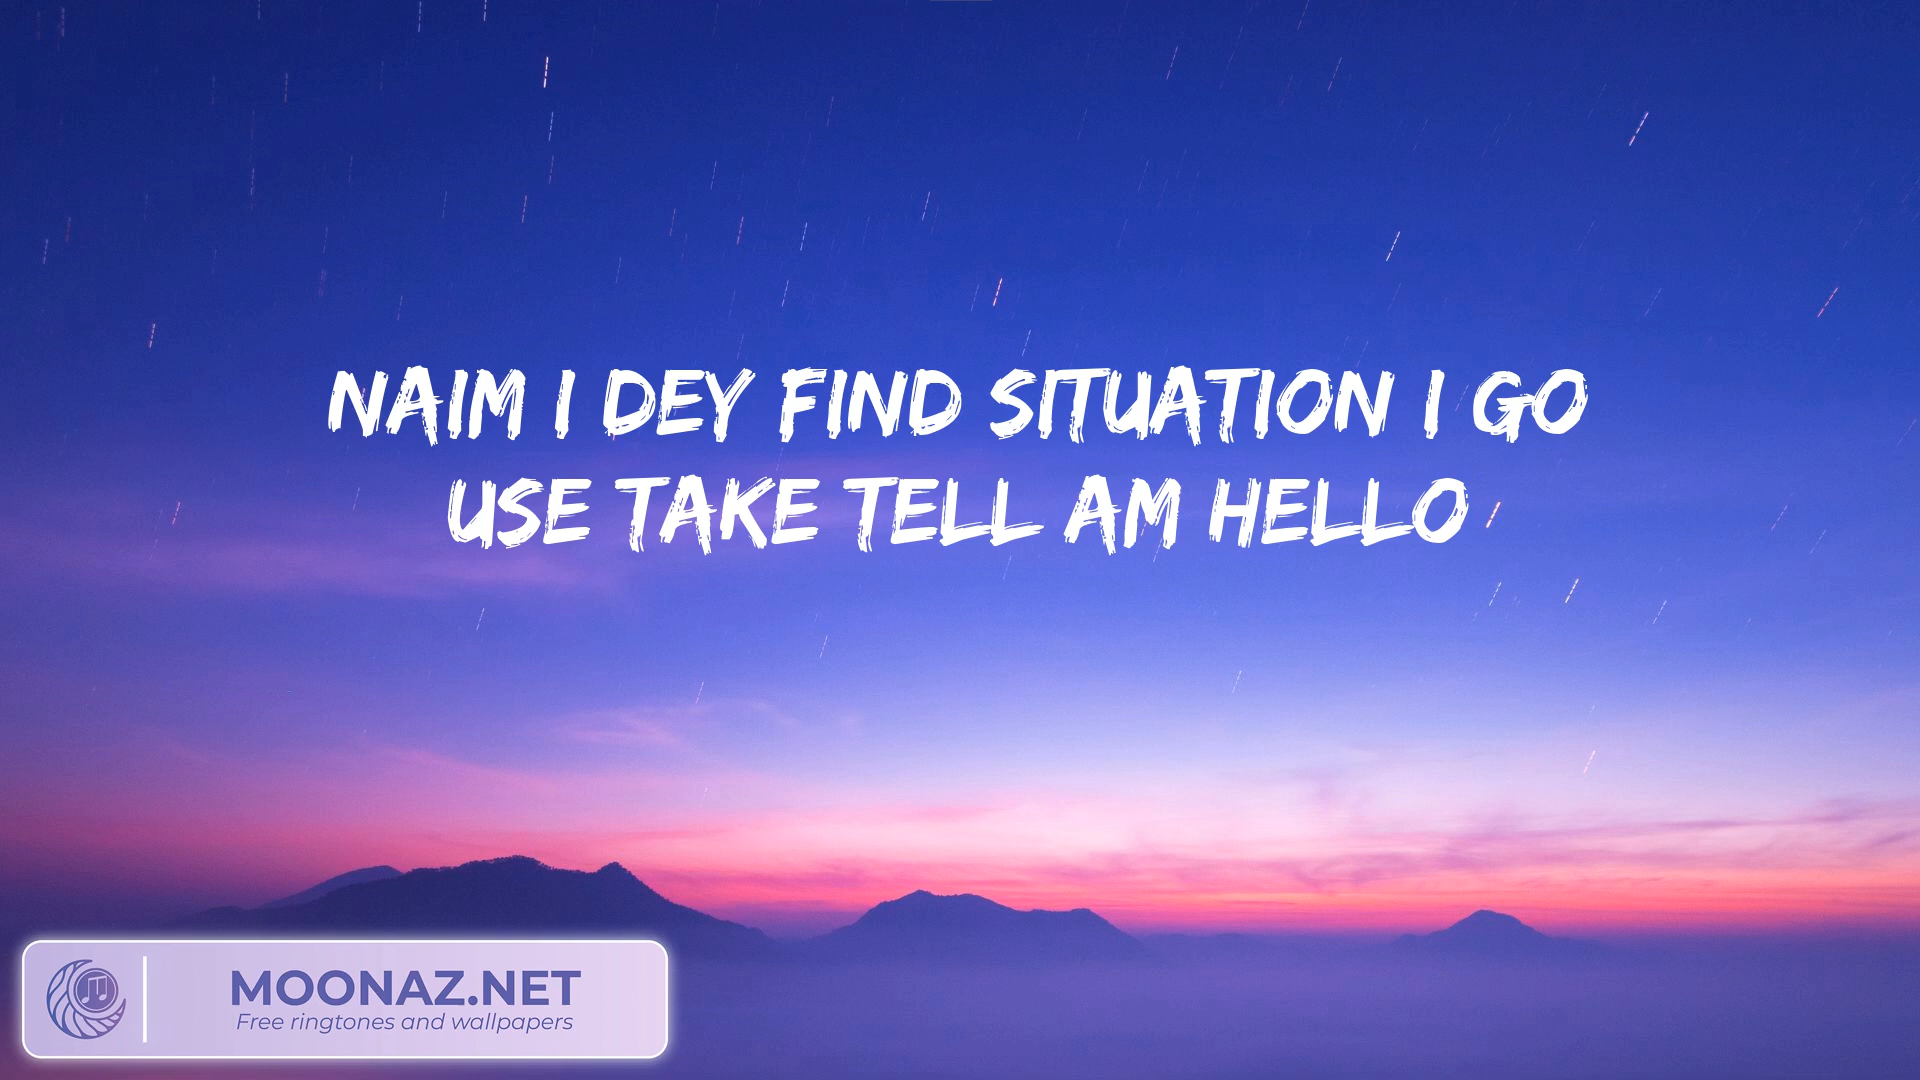 NAIM I DEY FIND SITUATION I GO
USE TAKE TELL AM HELLO
MOONAZ.NET
Free ringtones and wallpapers